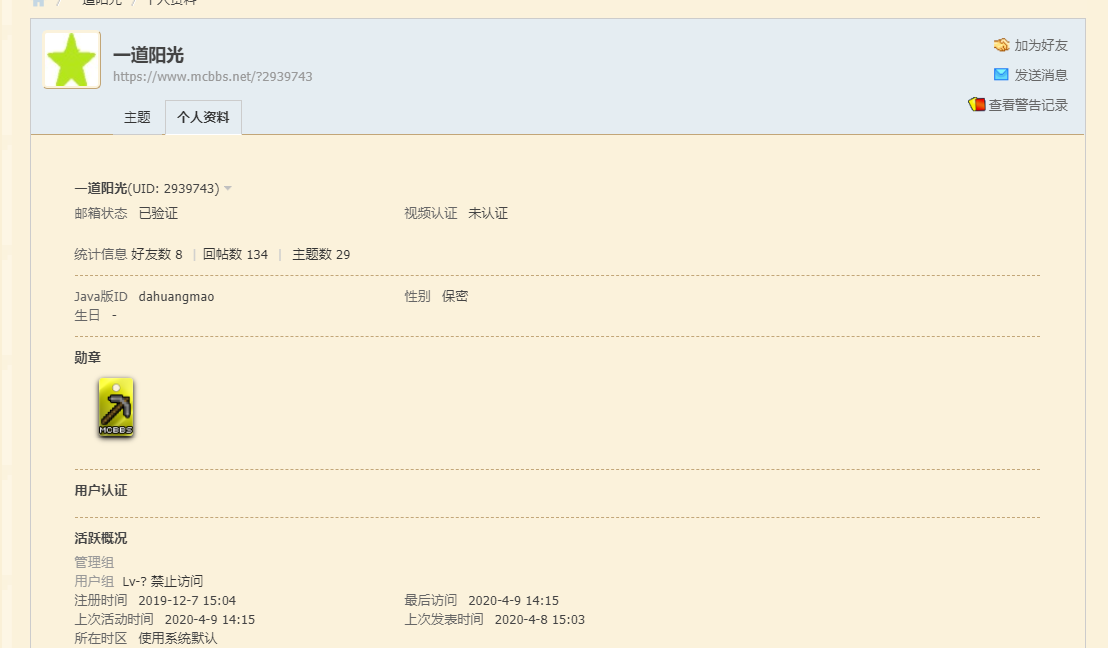 / 一道阳光 / 个人资料
一道阳光
https://www.mcbbs.net/?2939743
加为好友
发送消息
查看警告记录
主题 个人资料
一道阳光(UID: 2939743)
邮箱状态 已验证 视频认证 未认证
统计信息 好友数 8 | 回帖数 134 | 主题数 29
Java版ID dahuangmao 性别 保密
生日 -
勋章
MCBBS
用户认证
活跃概况
管理组
用户组 Lv-? 禁止访问
注册时间 2019-12-7 15:04 最后访问 2020-4-9 14:15
上次活动时间 2020-4-9 14:15 上次发表时间 2020-4-8 15:03
所在时区 使用系统默认